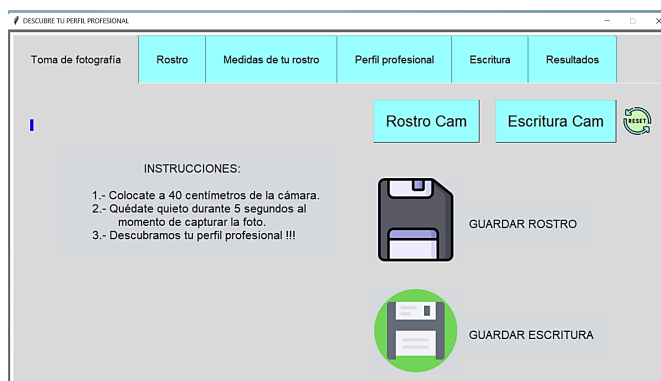 DESCUBRE TU PERFIL PROFESIONAL
Toma de fotografía
Rostro
Medidas de tu rostro
Perfil profesional
Escritura
Resultados
Rostro Cam
Escritura Cam
RESET
INSTRUCCIONES:
1.- Colocate a 40 centímetros de la cámara.
2.- Quédate quieto durante 5 segundos al
momento de capturar la foto.
3.- Descubramos tu perfil profesional !!!
GUARDAR ROSTRO
GUARDAR ESCRITURA